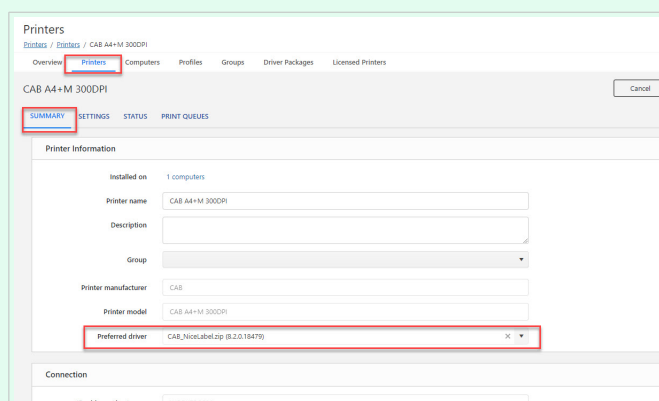 Printers
Printers / Printers / CAB A4+M 300DPI
Overview Printers Computers Profiles Groups Driver Packages Licensed Printers
CAB A4+M 300DPI
Cancel
SUMMARY SETTINGS STATUS PRINT QUEUES
Printer Information
Installed on 1 computers
Printer name CAB A4+M 300DPI
Description
Group
Printer manufacturer CAB
Printer model CAB A4+M 300DPI
Preferred driver CAB_NiceLabel.zip (8.2.0.18479)
Connection